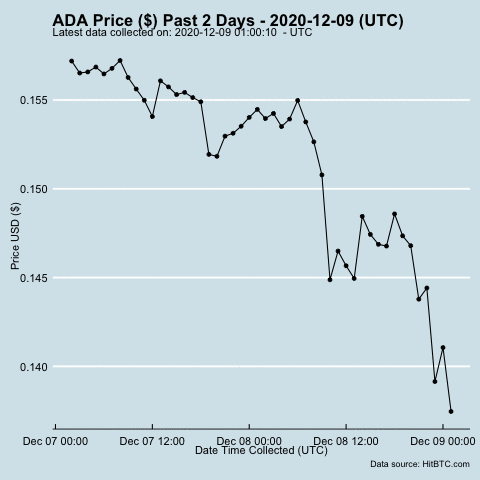 ADA Price ($) Past 2 Days - 2020-12-09 (UTC)
Latest data collected on: 2020-12-09 01:00:10 - UTC
0.155
0.150
0.145
0.140
Price USD ($)
Dec 07 00:00 Dec 07 12:00 Dec 08 00:00 Dec 08 12:00 Dec 09 00:00
Date Time Collected (UTC)
Data source: HitBTC.com